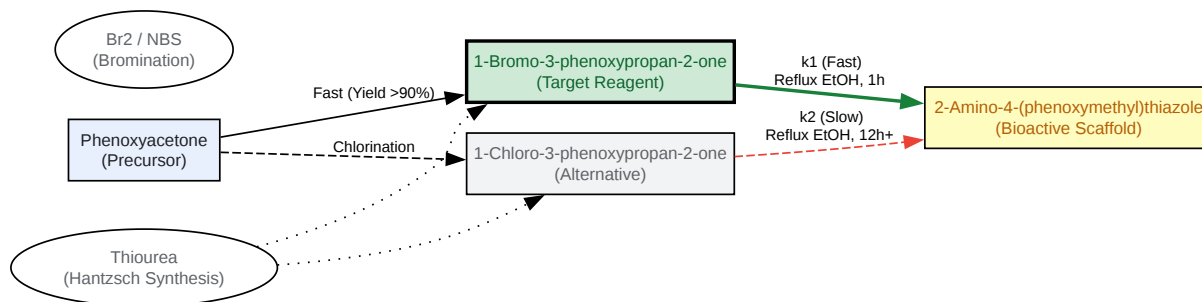 Br2 / NBS
(Bromination)
Phenoxyacetone
(Precursor)
Thiourea
(Hantzsch Synthesis)
Fast (Yield >90%)
Chlorination
1-Bromo-3-phenoxypropan-2-one
(Target Reagent)
1-Chloro-3-phenoxypropan-2-one
(Alternative)
k1 (Fast)
Reflux EtOH, 1h
k2 (Slow)
Reflux EtOH, 12h+
2-Amino-4-(phenoxymethyl)thiazole
(Bioactive Scaffold)